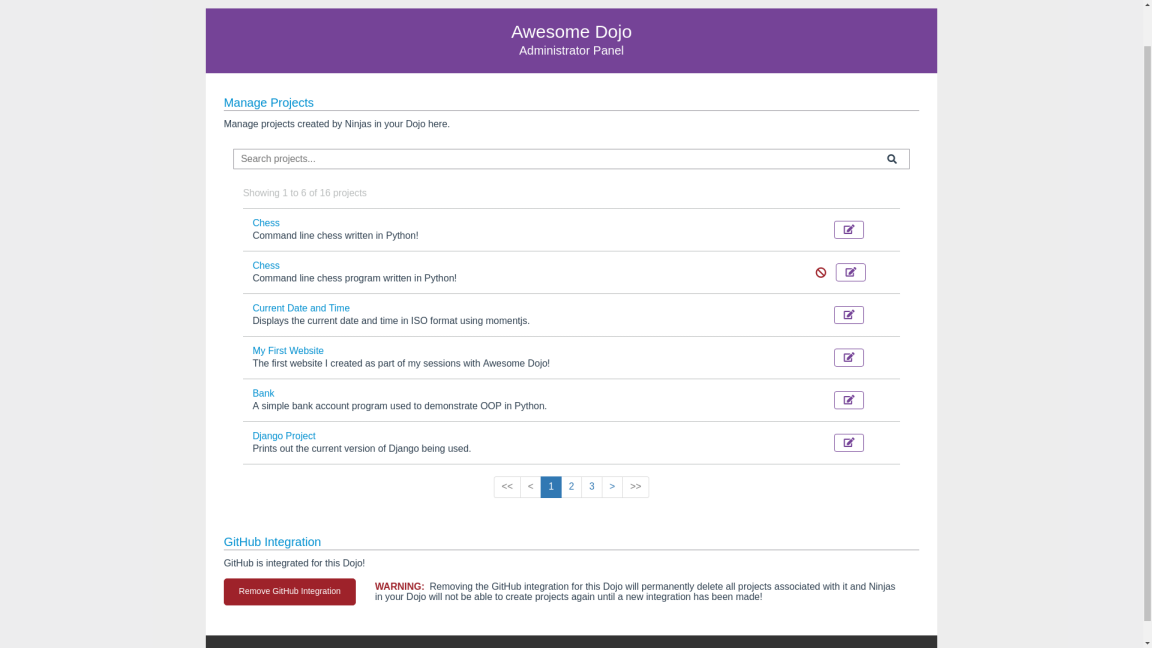 Awesome Dojo
Administrator Panel
Manage Projects
Manage projects created by Ninjas in your Dojo here.
Search projects...
Showing 1 to 6 of 16 projects
Chess
Command line chess written in Python!
Chess
Command line chess program written in Python!
Current Date and Time
Displays the current date and time in ISO format using momentjs.
My First Website
The first website I created as part of my sessions with Awesome Dojo!
Bank
A simple bank account program used to demonstrate OOP in Python.
Django Project
Prints out the current version of Django being used.
<< < 1 2 3 > >>
GitHub Integration
GitHub is integrated for this Dojo!
Remove GitHub Integration
WARNING: Removing the GitHub integration for this Dojo will permanently delete all projects associated with it and Ninjas
in your Dojo will not be able to create projects again until a new integration has been made!